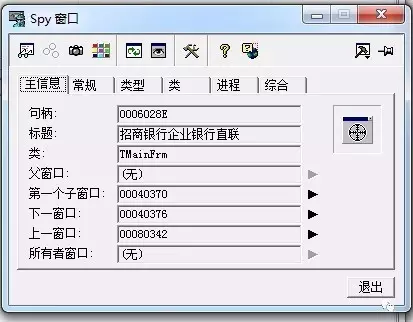 Spy 窗口
主信息 常规 类型 类 进程 综合
句柄: 0006028E
标题: 招商银行企业银行直联
类: TMainFrm
父窗口: (无)
第一个子窗口: 00040370
下一窗口: 00040376
上一窗口: 00080342
所有者窗口: (无)
退出